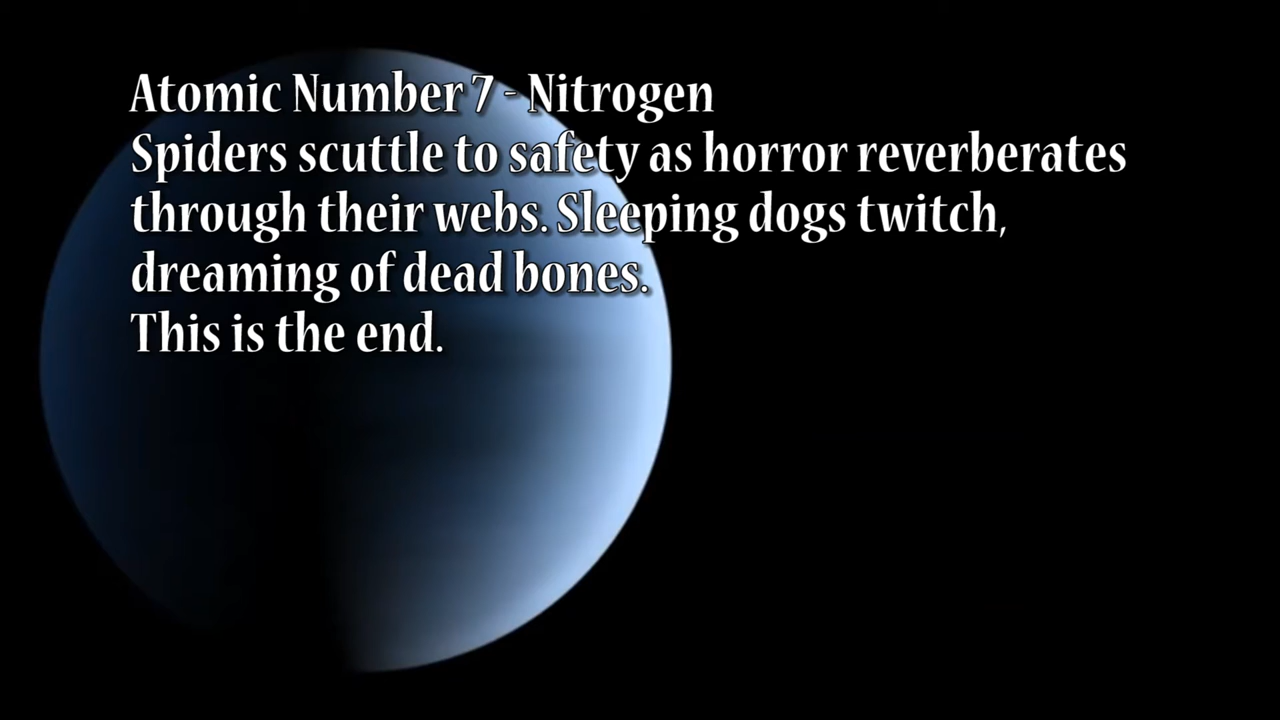 Atomic Number 7 - Nitrogen
Spiders scuttle to safety as horror reverberates
through their webs. Sleeping dogs twitch,
dreaming of dead bones.
This is the end.